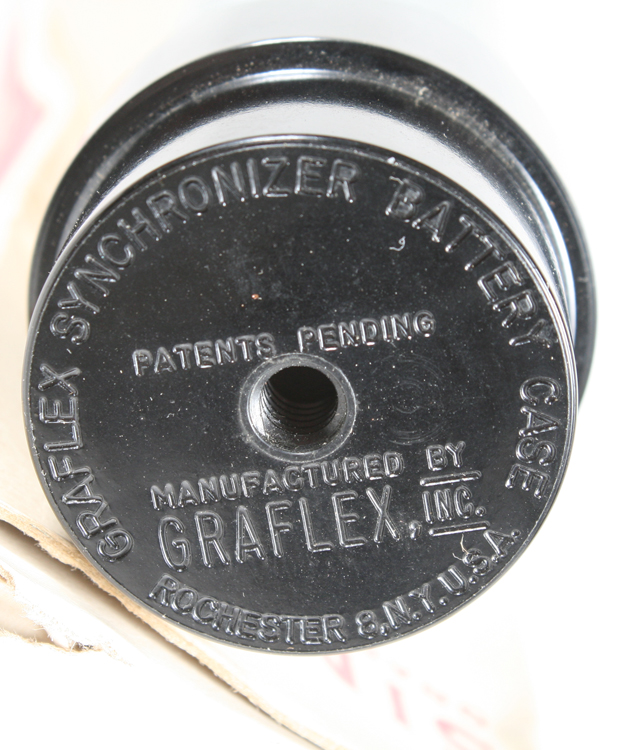 GRAFLEX SYNCHRONIZER BATTERY CASE
PATENTS PENDING
MANUFACTURED BY
GRAFLEX, INC.
ROCHESTER 8, N.Y. U.S.A.